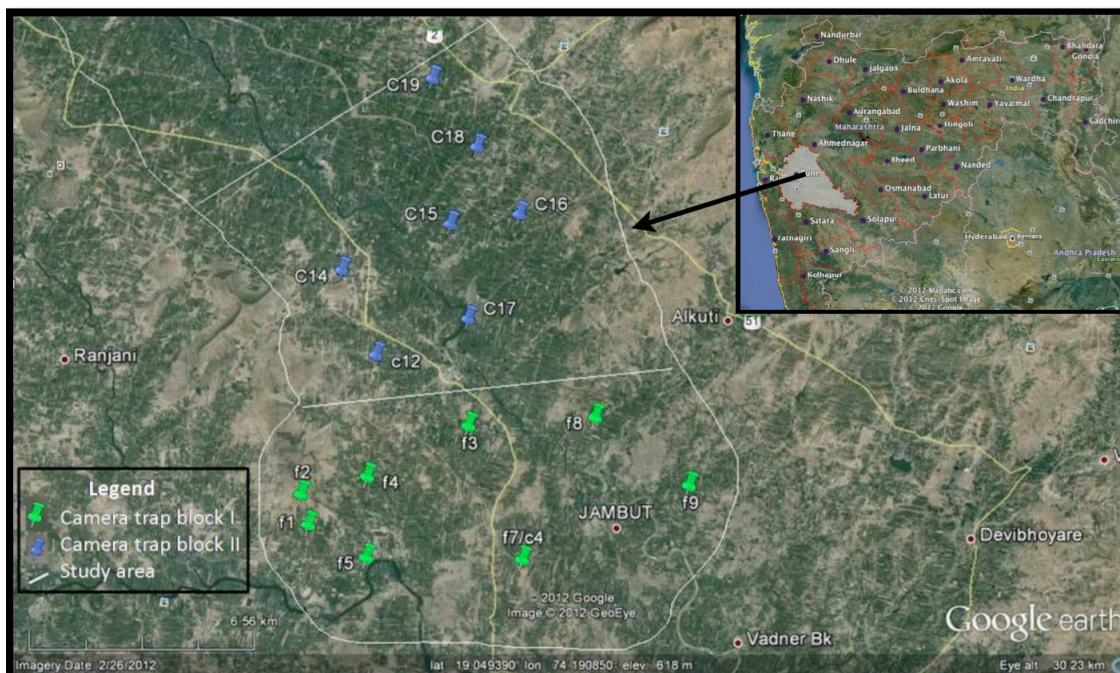 2
C19
C18
C15
C16
C14
C17
c12
Ranjani
Alkuti
51
f8
f3
f2
f4
f9
f1
JAMBUT
f7/c4
f5
Devibhoyare
Vadner Bk
Legend
Camera trap block I
Camera trap block II
Study area
6.56 km
© 2012 Google
Image © 2012 GeoEye
Google earth
Imagery Date: 2/26/2012
lat 19.049390° lon 74.190850° elev 618 m
Eye alt 30.23 km
Nandurbar
Dhule
Jalgaon
Amravati
Bhandara
Gondia
Akola
Wardha
India
Nashik
Buldhana
Washim
Yavatmal
Chandrapur
Aurangabad
Maharashtra
Jalna
Hingoli
Thane
Ahmednagar
Parbhani
Bheed
Nanded
Osmanabad
Latur
Satara
Solapur
ratnagiri
Sangli
Hyderabad
Kolhapur
Andhra Pradesh
© 2012 Mapabc.com
© 2012 Cnes/Spot Image
© 2012 Google